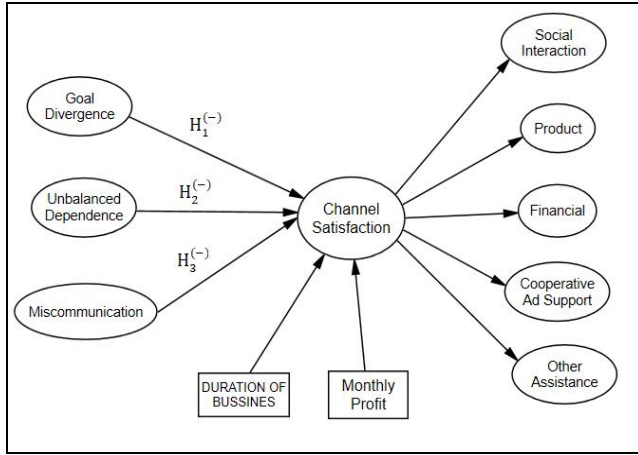 Social
Interaction
Goal
Divergence
H₁⁽⁻⁾
Product
Unbalanced
Dependence
H₂⁽⁻⁾
Channel
Satisfaction
Financial
H₃⁽⁻⁾
Miscommunication
Cooperative
Ad Support
DURATION OF
BUSSINES
Monthly
Profit
Other
Assistance